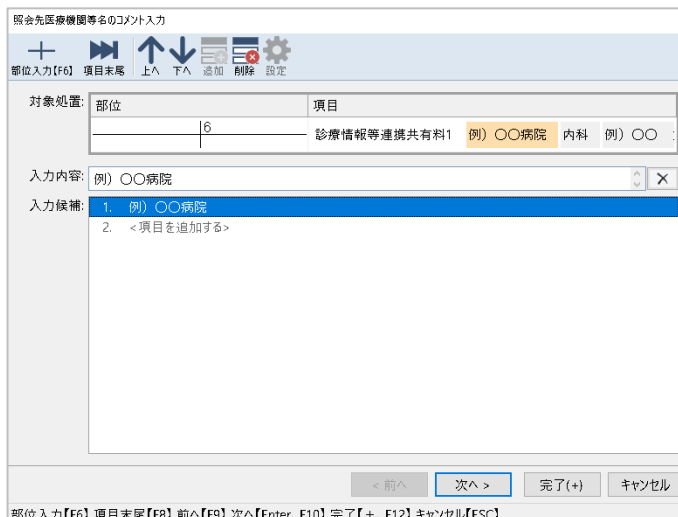 照会先医療機関等名のコメント入力
部位入力【F6】 項目末尾 上へ 下へ 追加 削除 設定
対象処置: 部位 項目
6 診療情報等連携共有料1 例）〇〇病院 内科 例）〇〇
入力内容: 例）〇〇病院
入力候補: 1. 例）〇〇病院
2. <項目を追加する>
< 前へ 次へ > 完了(+) キャンセル
部位入力【F6】 項目末尾【F8】 前へ【F9】 次へ【Enter, F10】 完了【+, F12】 キャンセル【ESC】